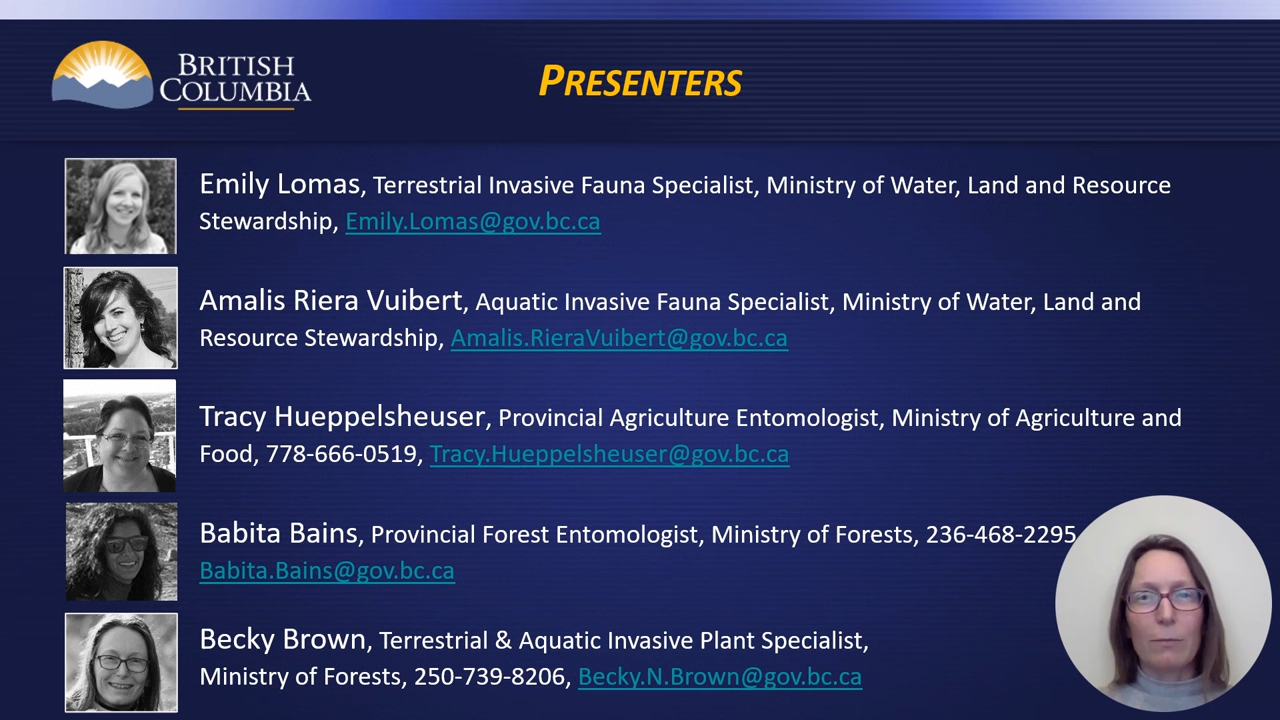 BRITISH
COLUMBIA
PRESENTERS
Emily Lomas, Terrestrial Invasive Fauna Specialist, Ministry of Water, Land and Resource
Stewardship, Emily.Lomas@gov.bc.ca
Amalis Riera Vuibert, Aquatic Invasive Fauna Specialist, Ministry of Water, Land and
Resource Stewardship, Amalis.RieraVuibert@gov.bc.ca
Tracy Hueppelsheuser, Provincial Agriculture Entomologist, Ministry of Agriculture and
Food, 778-666-0519, Tracy.Hueppelsheuser@gov.bc.ca
Babita Bains, Provincial Forest Entomologist, Ministry of Forests, 236-468-2295
Babita.Bains@gov.bc.ca
Becky Brown, Terrestrial & Aquatic Invasive Plant Specialist,
Ministry of Forests, 250-739-8206, Becky.N.Brown@gov.bc.ca